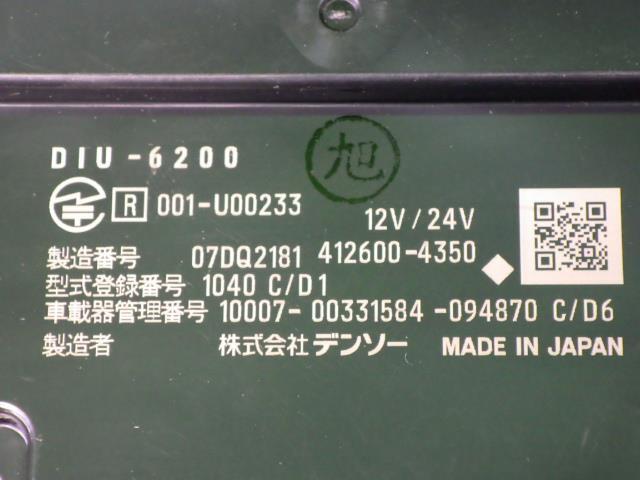 DIU-6200
旭
R 001-U00233
12V/24V
製造番号 07DQ2181 412600-4350
型式登録番号 1040 C/D1
車載器管理番号 10007-00331584-094870 C/D6
製造者 株式会社デンソー MADE IN JAPAN